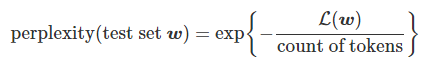 perplexity(test set w) = exp{ − ℒ(w) / count of tokens }